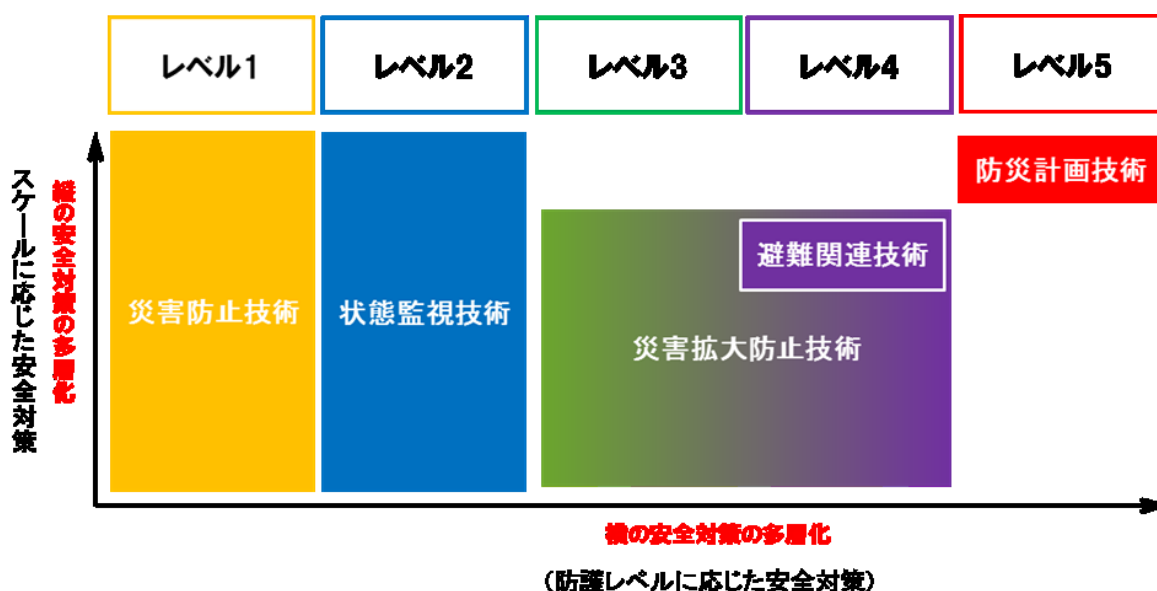 レベル1
レベル2
レベル3
レベル4
レベル5
スケールに応じた安全対策
縦の安全対策の多層化
災害防止技術
状態監視技術
災害拡大防止技術
避難関連技術
防災計画技術
横の安全対策の多層化
(防護レベルに応じた安全対策)